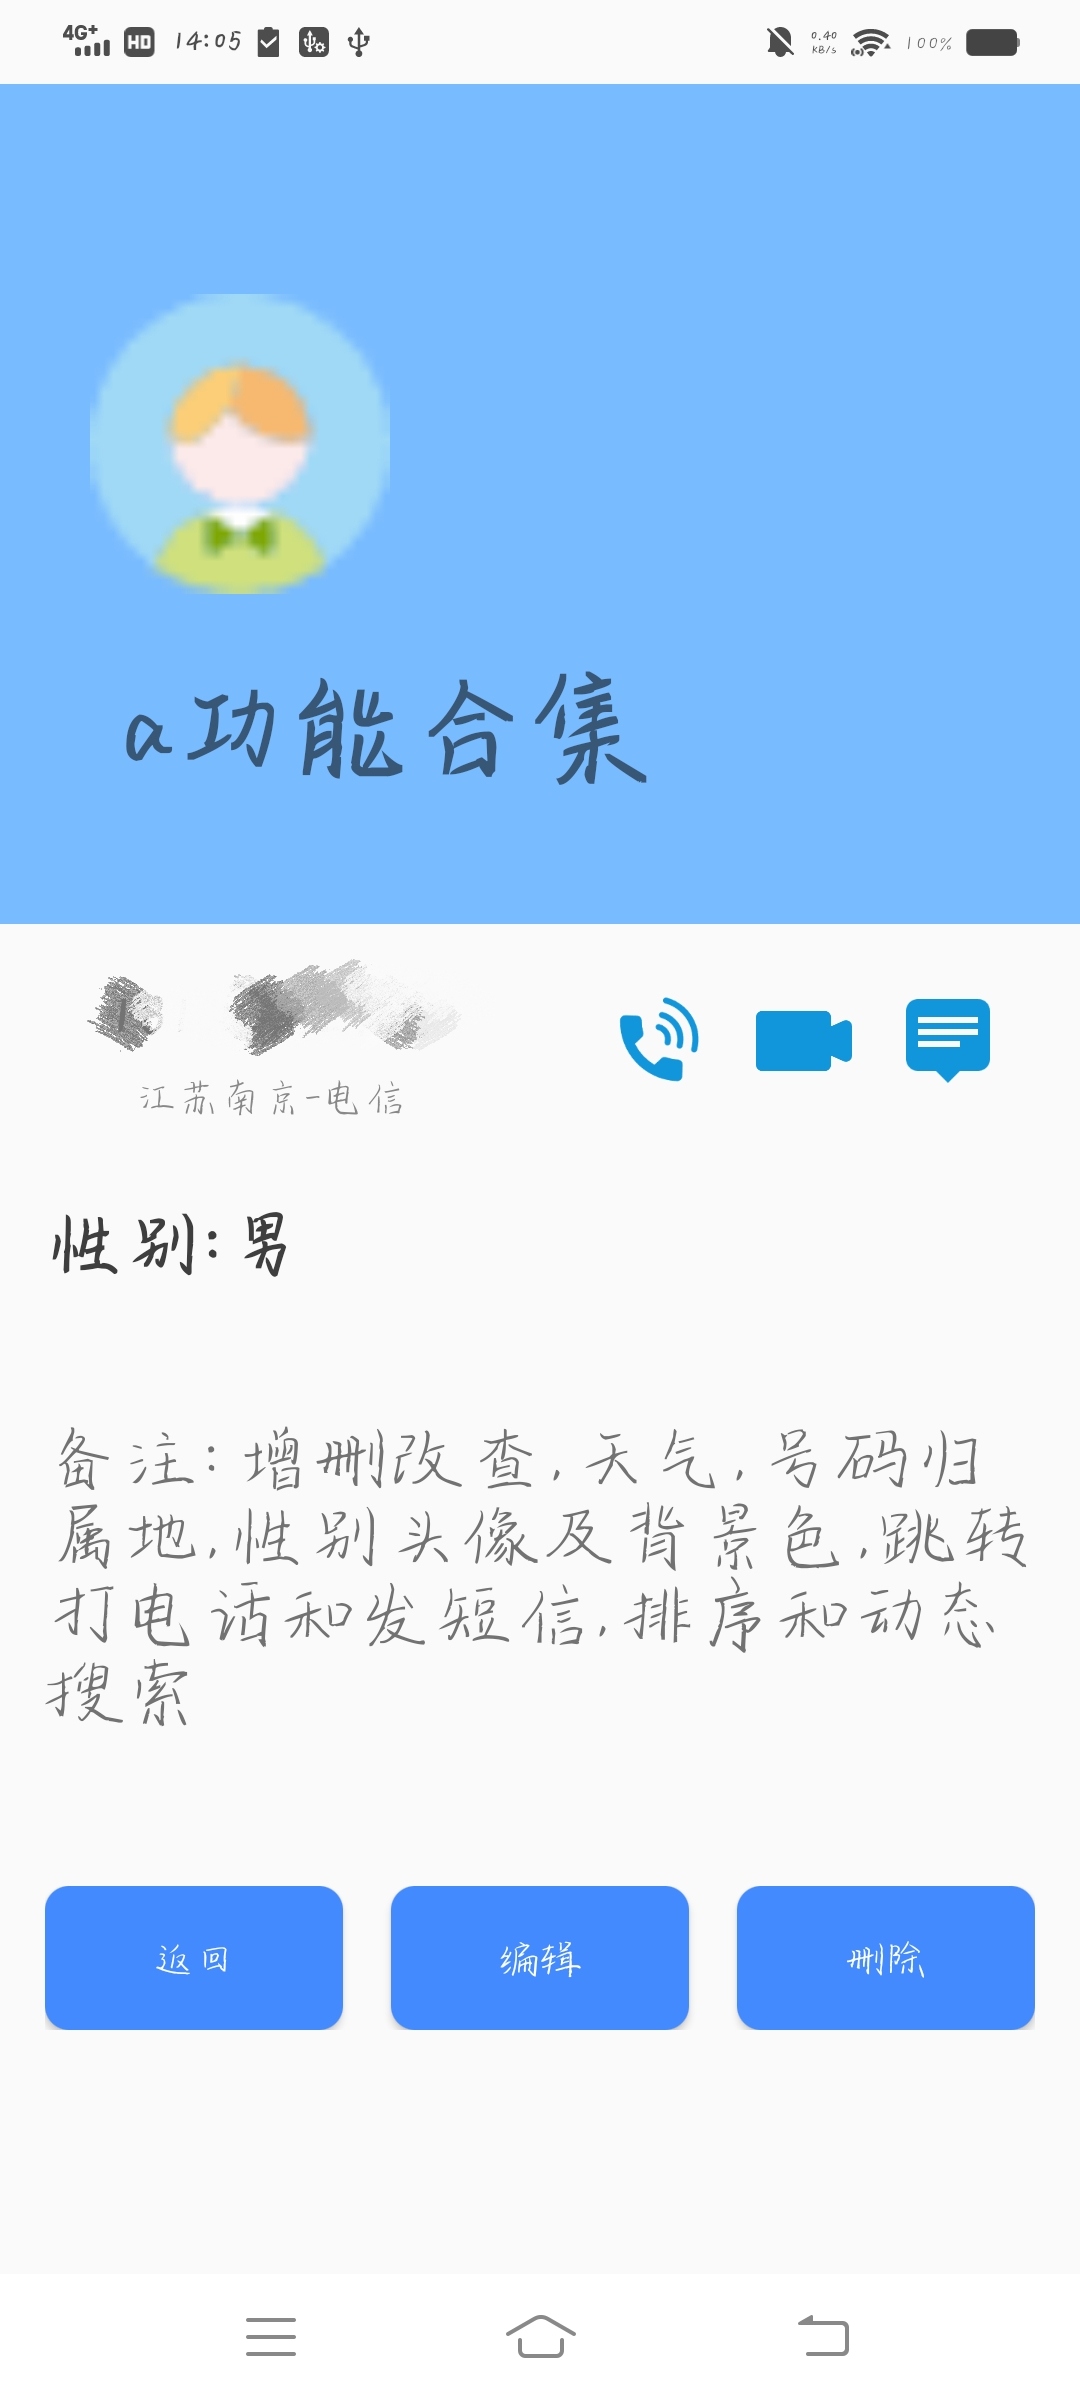 4G+ HD 14:05 0.40 KB/s 100%
a功能合集
江苏南京-电信
性别:男
备注:增删改查,天气,号码归
属地,性别头像及背景色,跳转
打电话和发短信,排序和动态
搜索
返回 编辑 删除